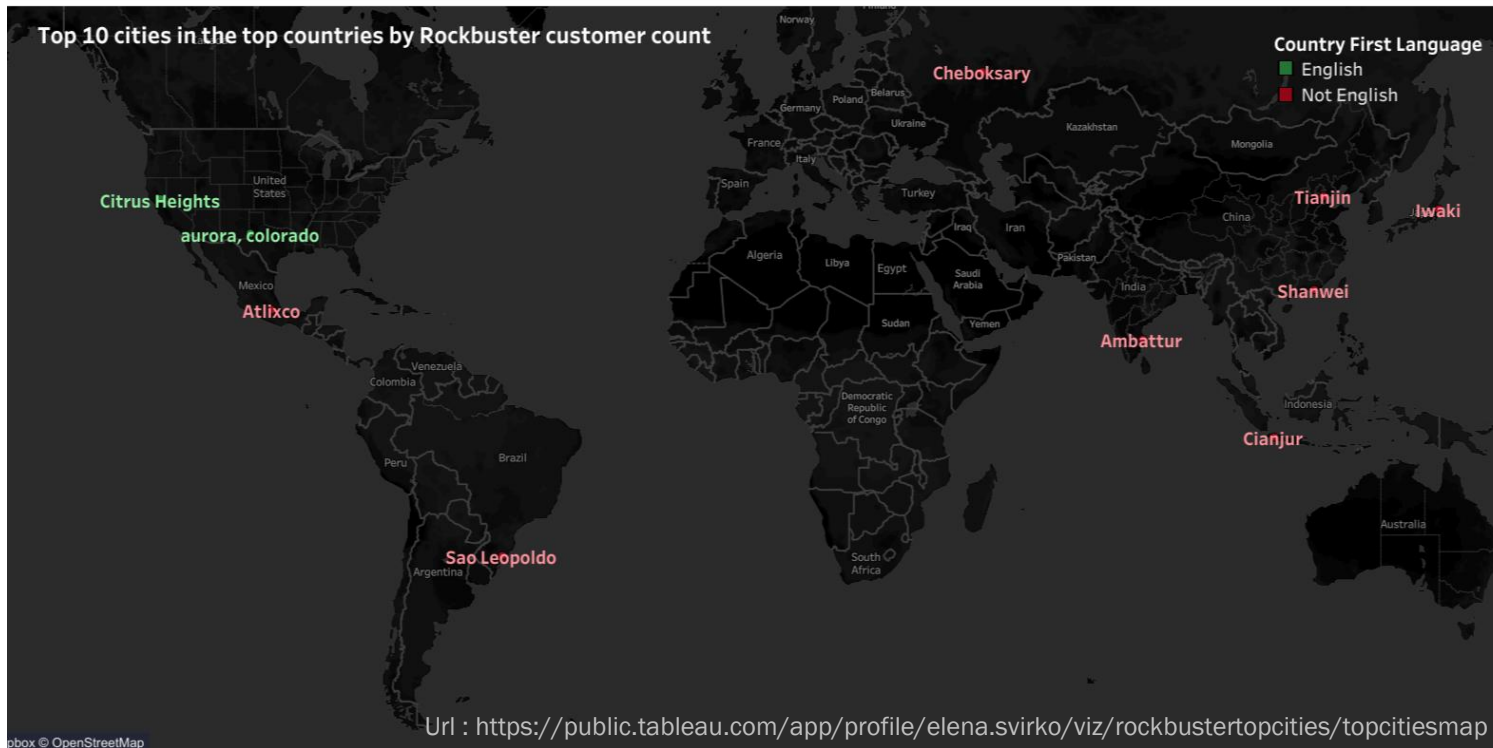 Top 10 cities in the top countries by Rockbuster customer count
Country First Language
English
Not English
Norway
Cheboksary
Belarus
Poland
Germany
Ukraine
Kazakhstan
France
Mongolia
Italy
United
States
Spain
Turkey
Citrus Heights
Tianjin
Iwaki
China
aurora, colorado
Iraq
Iran
Algeria
Libya
Egypt
Pakistan
Saudi
Arabia
Mexico
India
Shanwei
Atlixco
Sudan
Yemen
Ambattur
Venezuela
Colombia
Democratic
Republic
of Congo
Indonesia
Cianjur
Peru
Brazil
Australia
Sao Leopoldo
South
Africa
Argentina
Url : https://public.tableau.com/app/profile/elena.svirko/viz/rockbustertopcities/topcitiesmap
pbox © OpenStreetMap